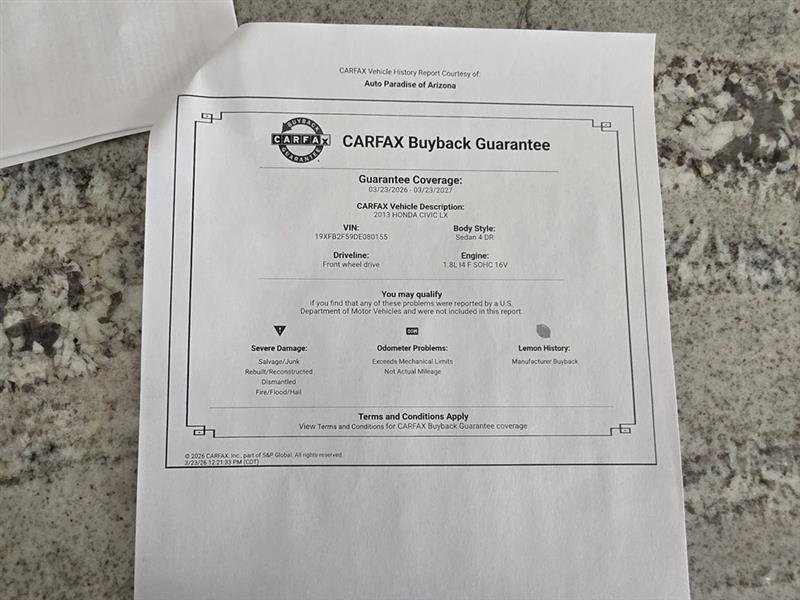 CARFAX Vehicle History Report Courtesy of:
Auto Paradise of Arizona
BUYBACK
CARFAX
GUARANTEE
CARFAX Buyback Guarantee
Guarantee Coverage:
03/23/2026 - 03/23/2027
CARFAX Vehicle Description:
2013 HONDA CIVIC LX
VIN:
19XFB2F59DE080155
Body Style:
Sedan 4 DR
Driveline:
Front wheel drive
Engine:
1.8L I4 F SOHC 16V
You may qualify
if you find that any of these problems were reported by a U.S.
Department of Motor Vehicles and were not included in this report.
Severe Damage:
Salvage/Junk
Rebuilt/Reconstructed
Dismantled
Fire/Flood/Hail
Odometer Problems:
Exceeds Mechanical Limits
Not Actual Mileage
Lemon History:
Manufacturer Buyback
Terms and Conditions Apply
View Terms and Conditions for CARFAX Buyback Guarantee coverage
© 2026 CARFAX, Inc., part of S&P Global. All rights reserved.
3/23/26 12:21:33 PM (CDT)